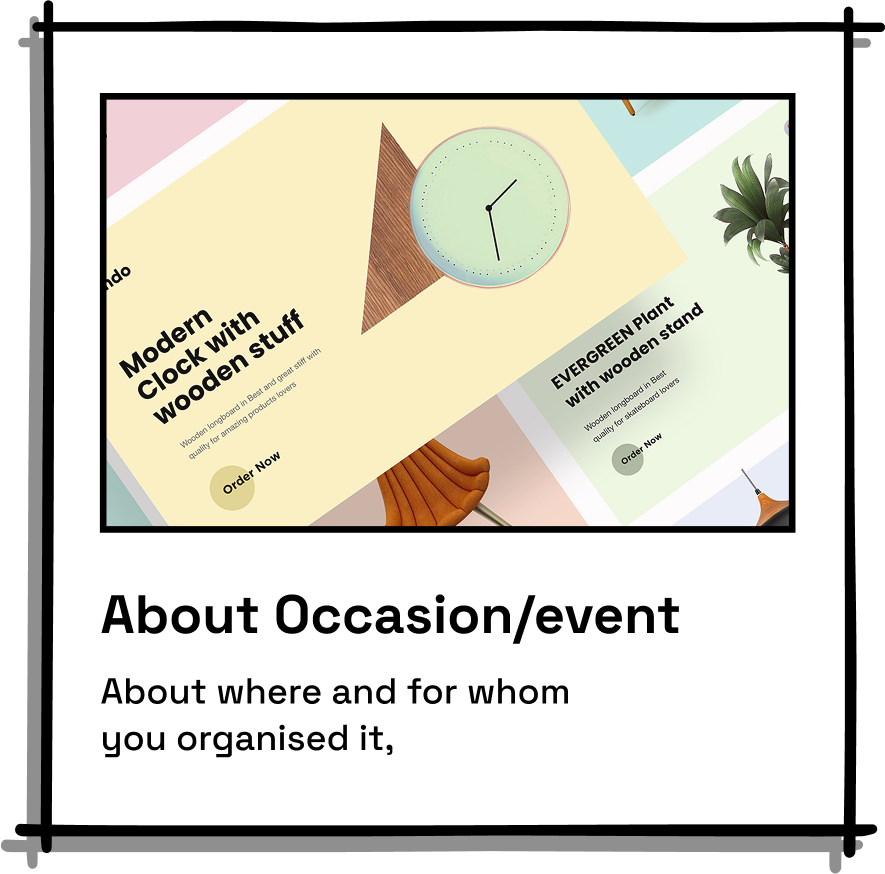 ndo
Modern
Clock with
wooden stuff
Wooden longboard in Best and great stiff with
quality for amazing products lovers
Order Now
EVERGREEN Plant
with wooden stand
Wooden longboard in Best
quality for skateboard lovers
Order Now
About Occasion/event
About where and for whom
you organised it,